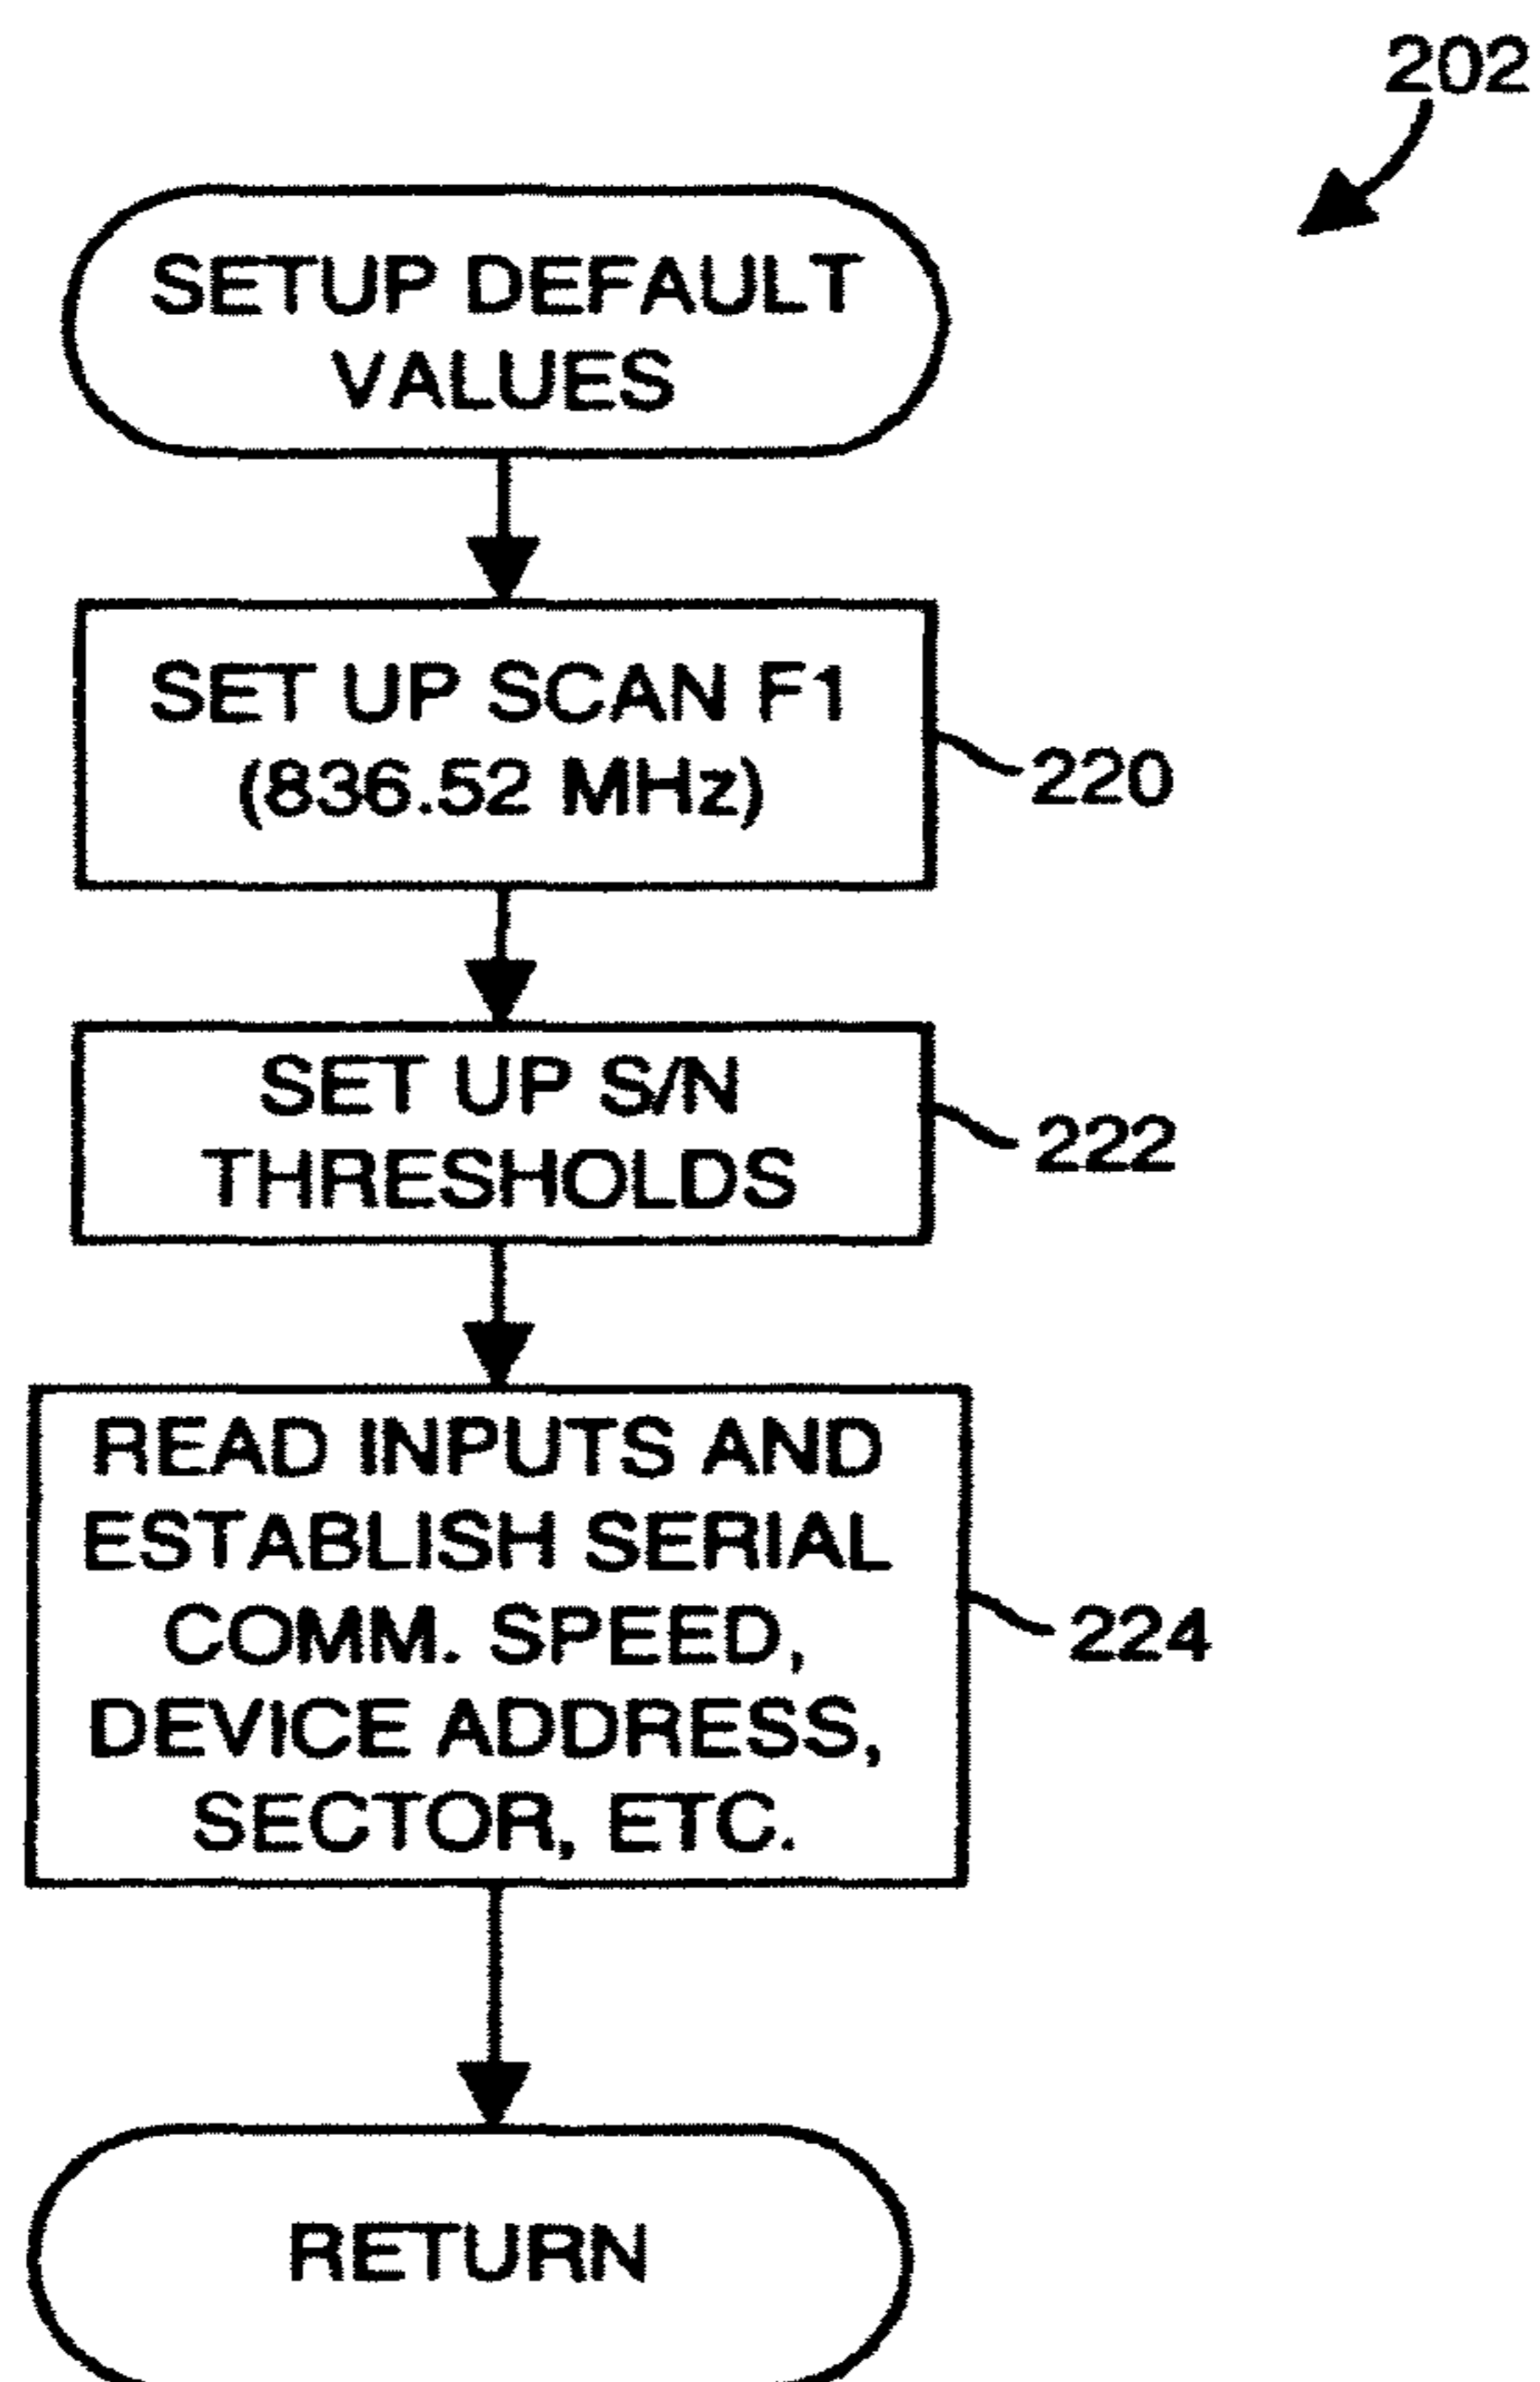 202
SETUP DEFAULT
VALUES
SET UP SCAN F1
(836.52 MHz)
220
SET UP S/N
THRESHOLDS
222
READ INPUTS AND
ESTABLISH SERIAL
COMM. SPEED,
DEVICE ADDRESS,
SECTOR, ETC.
224
RETURN